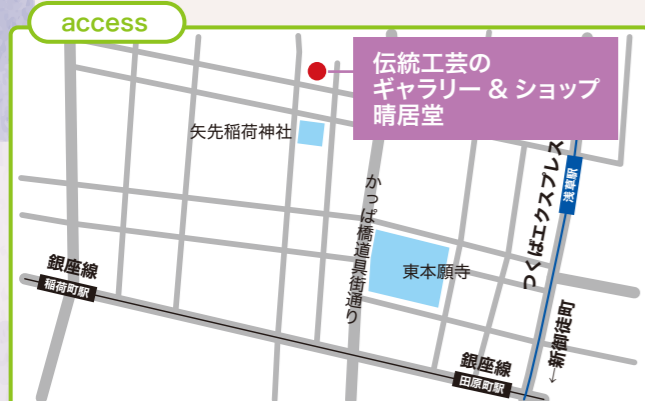 access
伝統工芸の
ギャラリー & ショップ
晴居堂
矢先稲荷神社
かっぱ橋道具街通り
つくばエクスプレス
浅草駅
東本願寺
銀座線
稲荷町駅
←新御徒町
銀座線
田原町駅